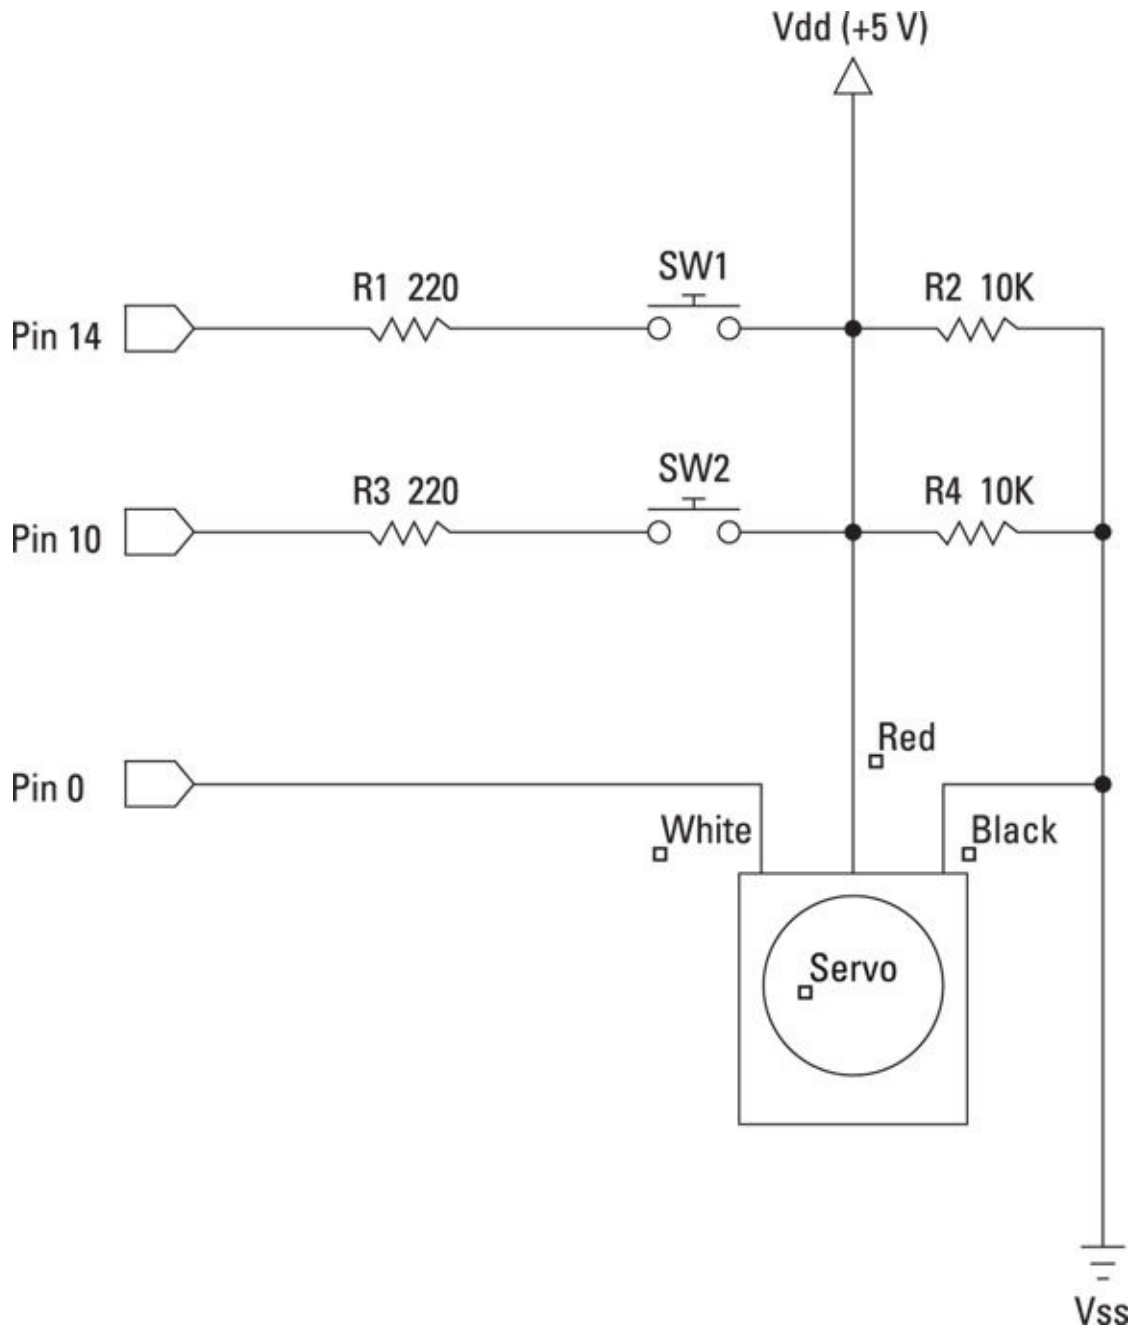 Vdd (+5 V)
R1 220
SW1
R2 10K
Pin 14
R3 220
SW2
R4 10K
Pin 10
Red
Pin 0
White
Black
Servo
Vss